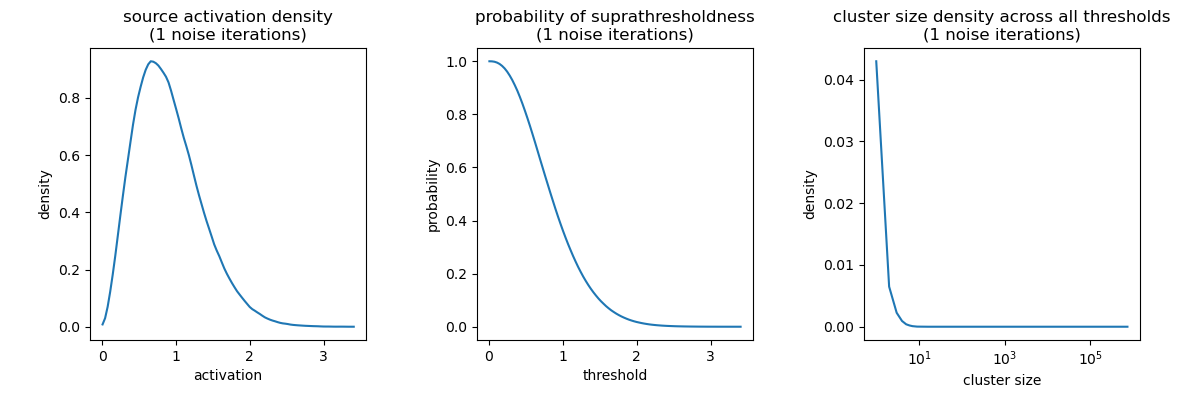 source activation density
(1 noise iterations)
0.8
0.6
0.4
0.2
0.0
density
0
1
2
3
activation
probability of suprathresholdness
(1 noise iterations)
1.0
0.8
0.6
0.4
0.2
0.0
probability
0
1
2
3
threshold
cluster size density across all thresholds
(1 noise iterations)
0.04
0.03
0.02
0.01
0.00
density
10¹
10³
10⁵
cluster size